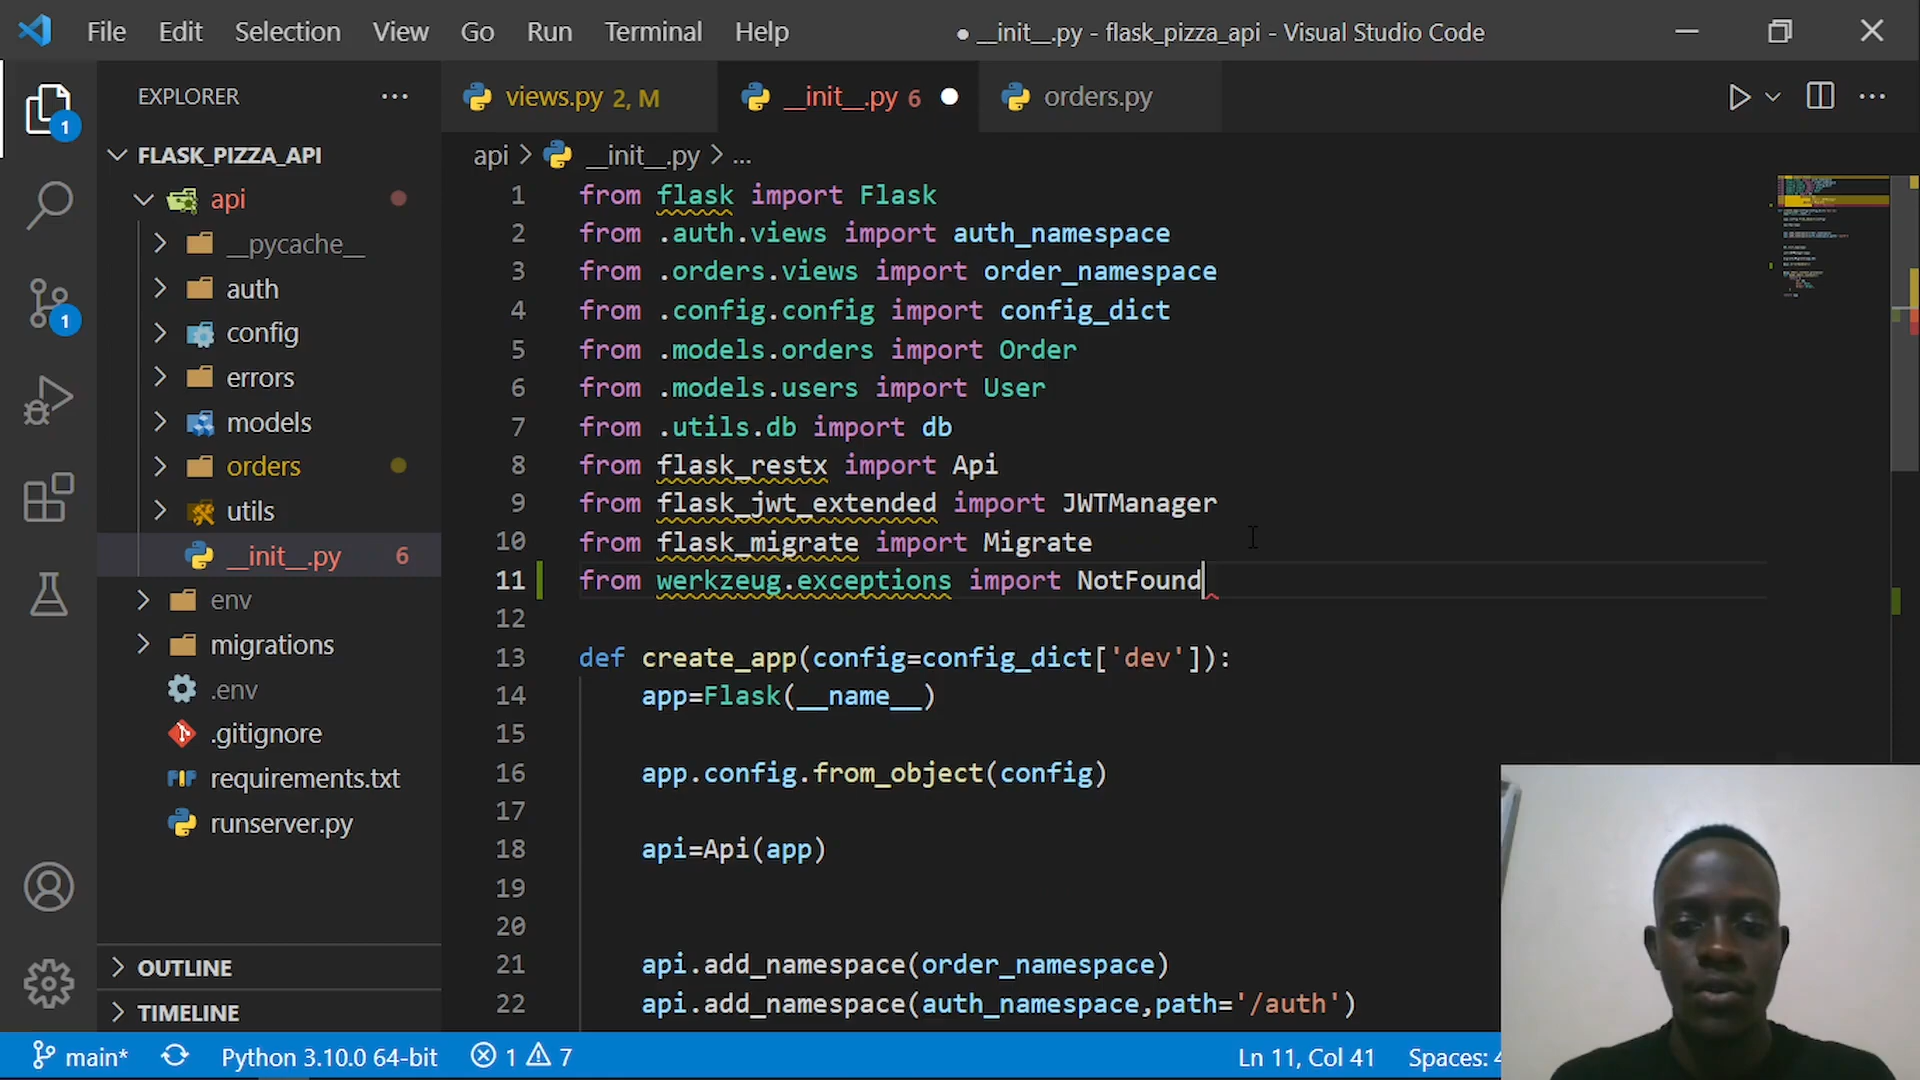 File Edit Selection View Go Run Terminal Help
● __init__.py - flask_pizza_api - Visual Studio Code
EXPLORER
views.py 2, M
__init__.py 6
orders.py
FLASK_PIZZA_API
api
__pycache__
auth
config
errors
models
orders
utils
__init__.py 6
env
migrations
.env
.gitignore
requirements.txt
runserver.py
OUTLINE
TIMELINE
1
1
api > __init__.py > ...
1 from flask import Flask
2 from .auth.views import auth_namespace
3 from .orders.views import order_namespace
4 from .config.config import config_dict
5 from .models.orders import Order
6 from .models.users import User
7 from .utils.db import db
8 from flask_restx import Api
9 from flask_jwt_extended import JWTManager
10 from flask_migrate import Migrate
11 from werkzeug.exceptions import NotFound
12
13 def create_app(config=config_dict['dev']):
14 app=Flask(__name__)
15
16 app.config.from_object(config)
17
18 api=Api(app)
19
20
21 api.add_namespace(order_namespace)
22 api.add_namespace(auth_namespace,path='/auth')
main* Python 3.10.0 64-bit 1 7 Ln 11, Col 41 Spaces: